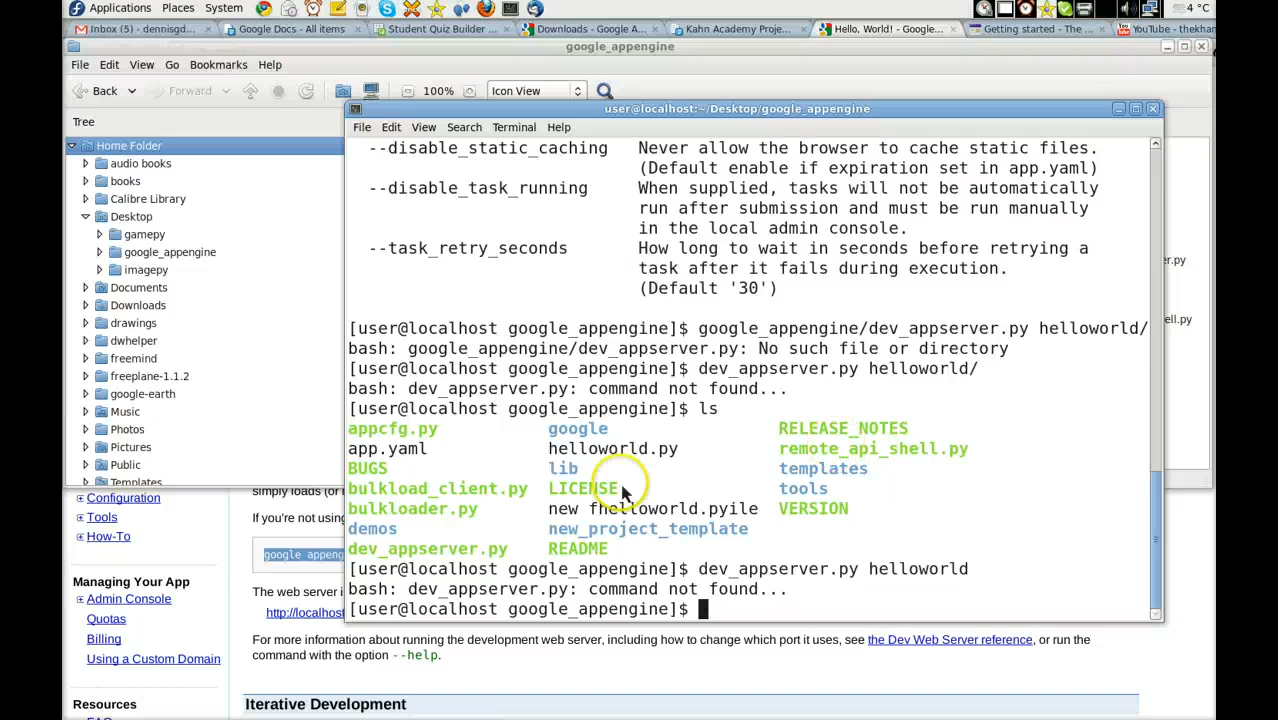 Applications Places System 4 °C
Inbox (5) - dennisgd... Google Docs - All items Student Quiz Builder ... Downloads - Google A... Kahn Academy Proje... Hello, World! - Google... Getting started - The ... YouTube - thekhan
google_appengine
File Edit View Go Bookmarks Help
Back Forward 100% Icon View
Tree
Home Folder
audio books
books
Calibre Library
Desktop
gamepy
google_appengine
imagepy
Documents
Downloads
drawings
dwhelper
freemind
freeplane-1.1.2
google-earth
Music
Photos
Pictures
Public
Templates
er.py
ell.py
user@localhost:~/Desktop/google_appengine
File Edit View Search Terminal Help
--disable_static_caching Never allow the browser to cache static files.
(Default enable if expiration set in app.yaml)
--disable_task_running When supplied, tasks will not be automatically
run after submission and must be run manually
in the local admin console.
--task_retry_seconds How long to wait in seconds before retrying a
task after it fails during execution.
(Default '30')
[user@localhost google_appengine]$ google_appengine/dev_appserver.py helloworld/
bash: google_appengine/dev_appserver.py: No such file or directory
[user@localhost google_appengine]$ dev_appserver.py helloworld/
bash: dev_appserver.py: command not found...
[user@localhost google_appengine]$ ls
appcfg.py google RELEASE_NOTES
app.yaml helloworld.py remote_api_shell.py
BUGS lib templates
bulkload_client.py LICENSE tools
bulkloader.py new fhelloworld.pyile VERSION
demos new_project_template
dev_appserver.py README
[user@localhost google_appengine]$ dev_appserver.py helloworld
bash: dev_appserver.py: command not found...
[user@localhost google_appengine]$
Configuration
Tools
How-To
Managing Your App
Admin Console
Quotas
Billing
Using a Custom Domain
Resources
simply loads (or
If you're not using
google_appeng
The web server i
http://localhos
For more information about running the development web server, including how to change which port it uses, see the Dev Web Server reference, or run the
command with the option --help.
Iterative Development